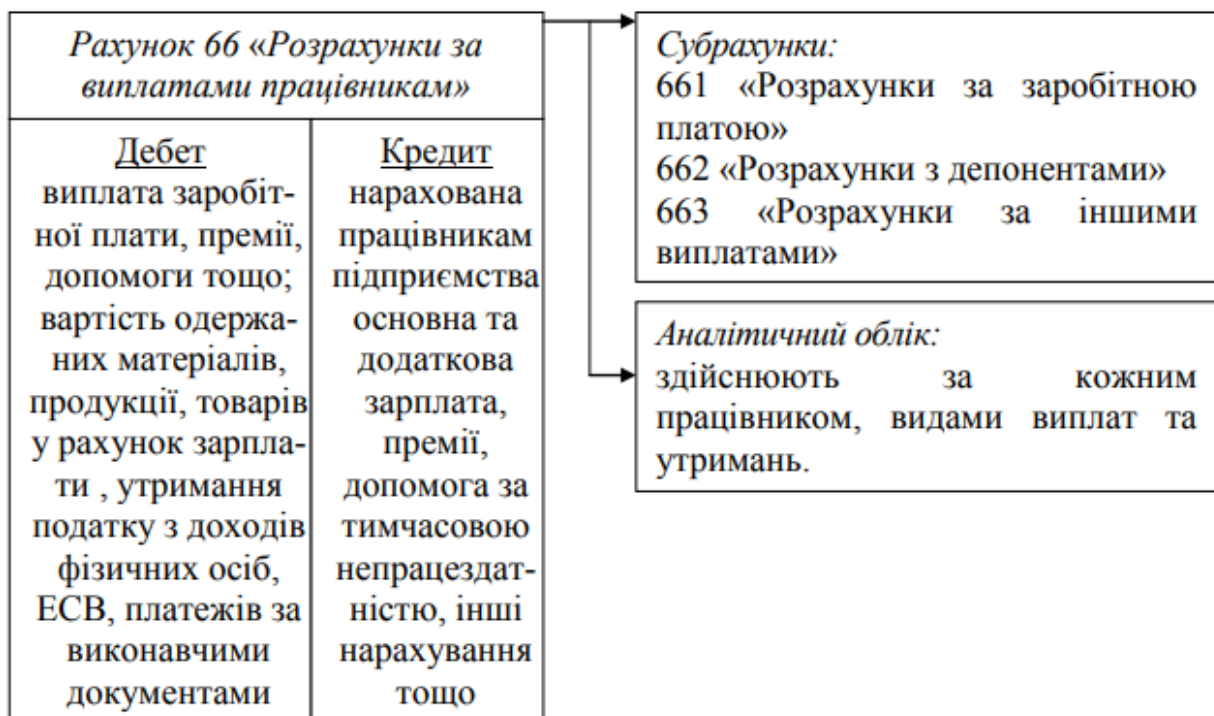 Рахунок 66 «Розрахунки за
виплатами працівникам»
Дебет
виплата заробіт-
ної плати, премії,
допомоги тощо;
вартість одержа-
них матеріалів,
продукції, товарів
у рахунок зарпла-
ти , утримання
податку з доходів
фізичних осіб,
ЕСВ, платежів за
виконавчими
документами
Кредит
нарахована
працівникам
підприємства
основна та
додаткова
зарплата,
премії,
допомога за
тимчасовою
непрацездат-
ністю, інші
нарахування
тощо
Субрахунки:
661 «Розрахунки за заробітною
платою»
662 «Розрахунки з депонентами»
663 «Розрахунки за іншими
виплатами»
Аналітичний облік:
здійснюють за кожним
працівником, видами виплат та
утримань.